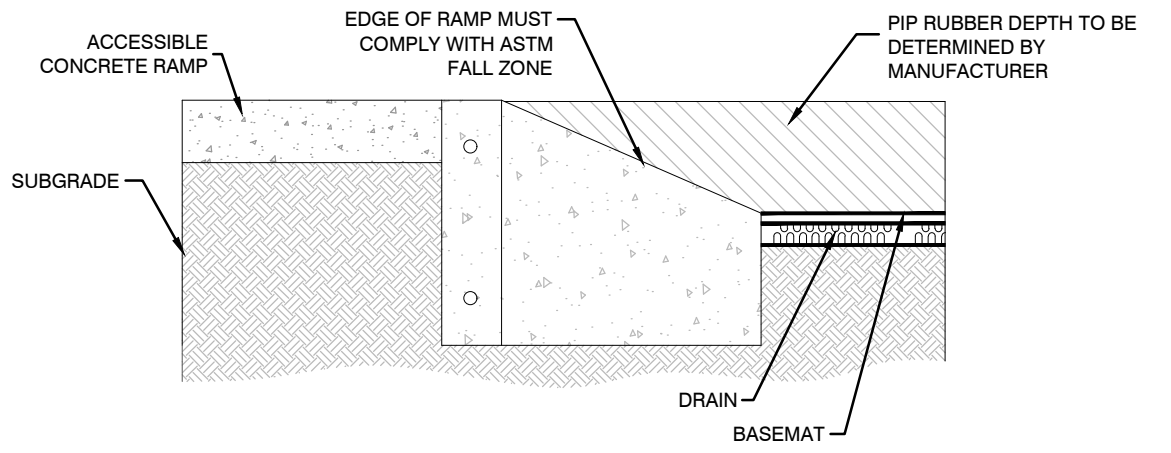 ACCESSIBLE
CONCRETE RAMP
EDGE OF RAMP MUST
COMPLY WITH ASTM
FALL ZONE
PIP RUBBER DEPTH TO BE
DETERMINED BY
MANUFACTURER
SUBGRADE
DRAIN
BASEMAT